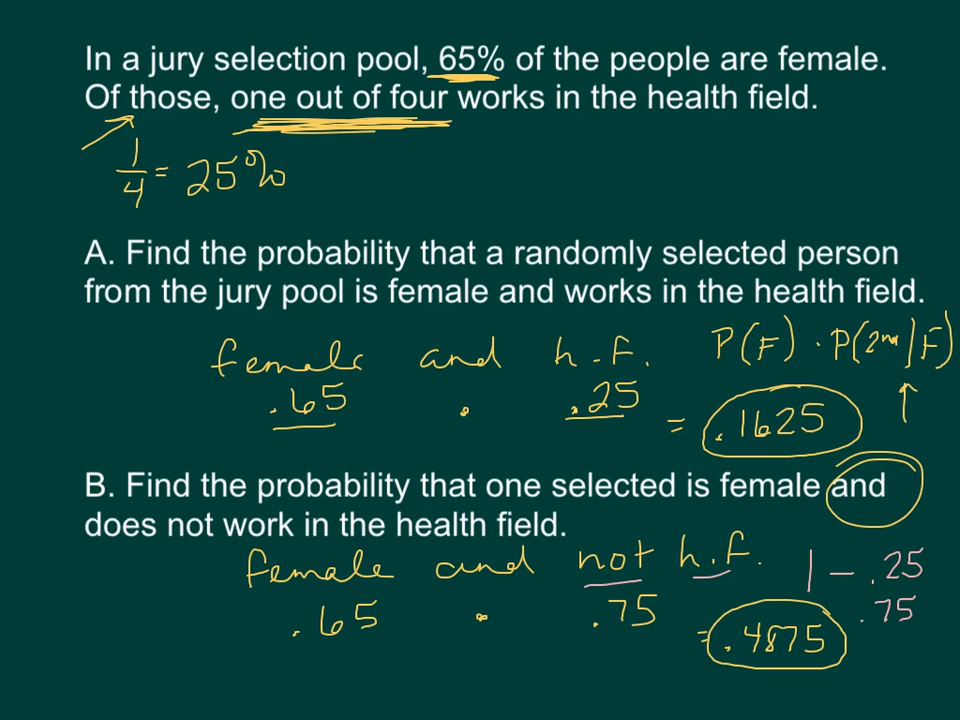 In a jury selection pool, 65% of the people are female.
Of those, one out of four works in the health field.
1/4 = 25%
A. Find the probability that a randomly selected person
from the jury pool is female and works in the health field.
female and h.f. P(F) · P(2nd|F)
.65 · .25 = .1625
B. Find the probability that one selected is female and
does not work in the health field.
female and not h.f. 1 - .25
.65 · .75 = .4875 .75